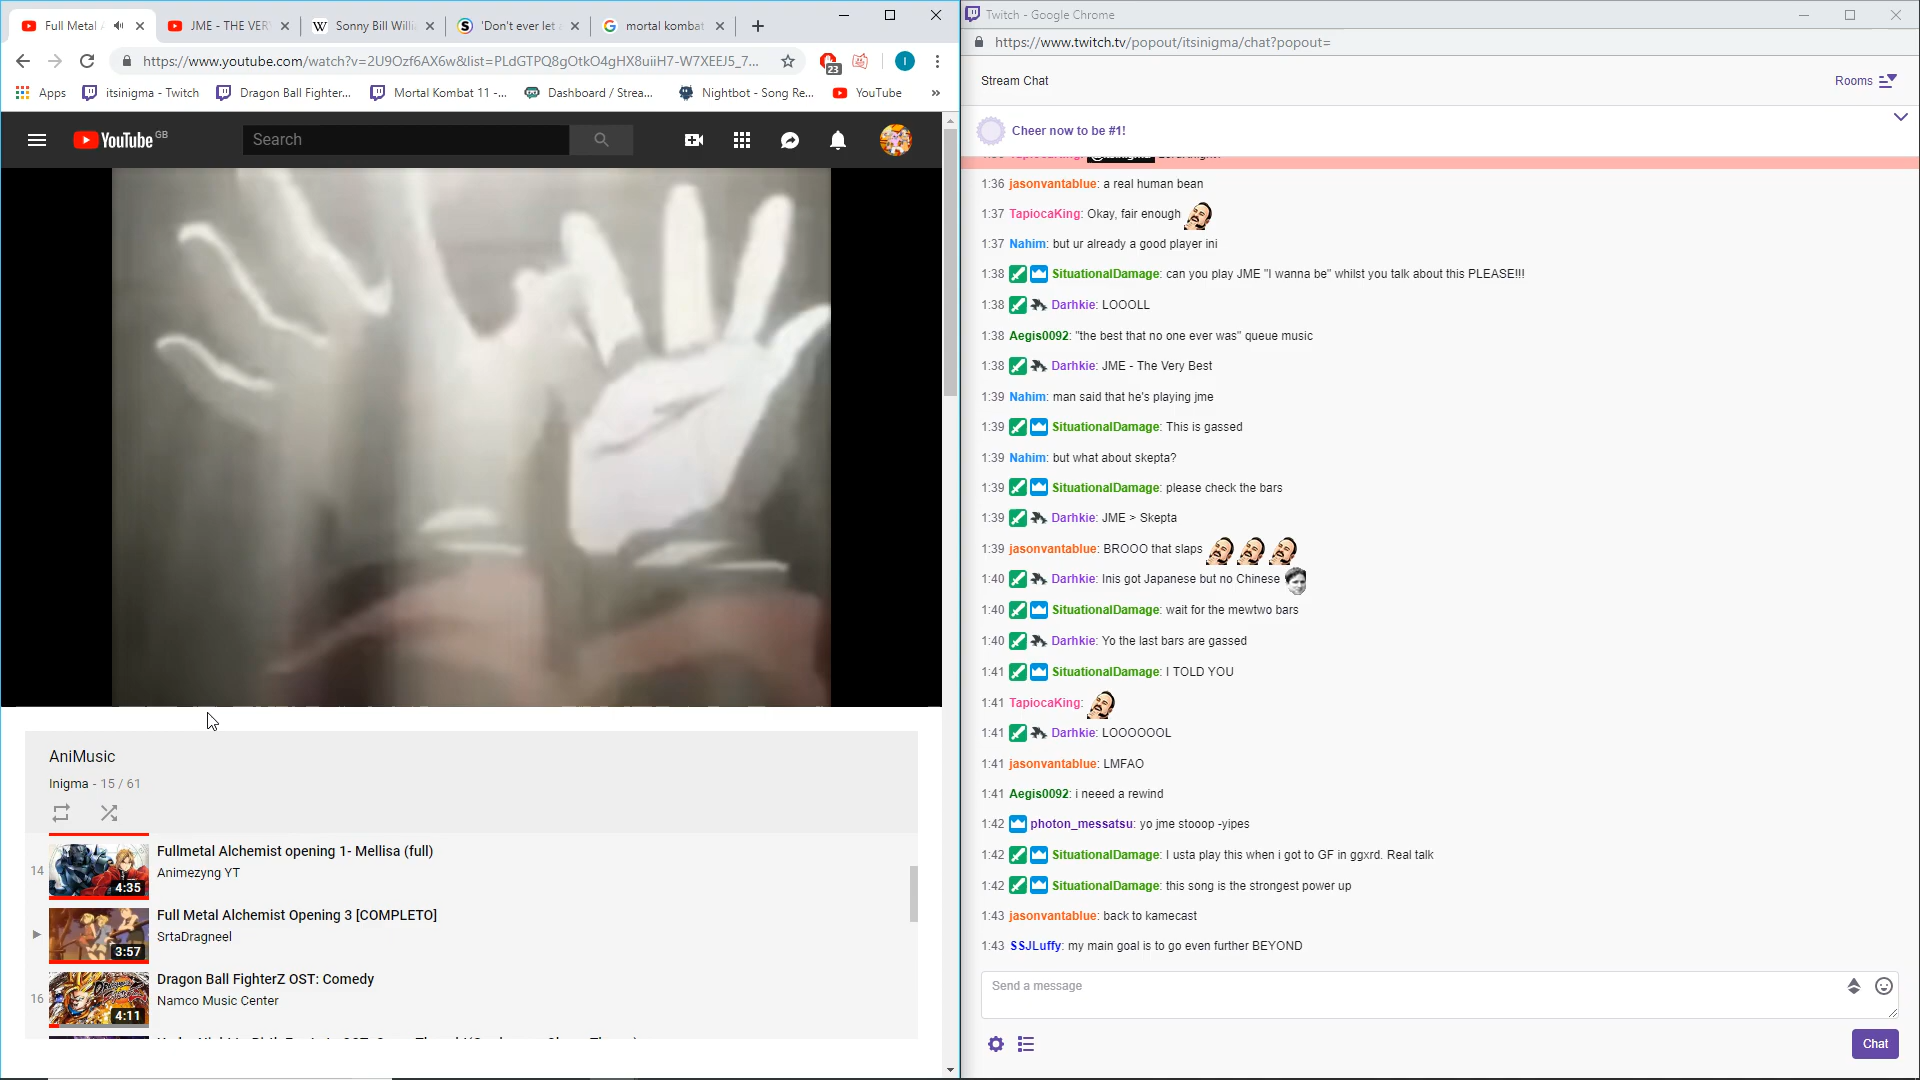 Full Metal A
JME - THE VER
Sonny Bill Willi
'Don't ever let
mortal kombat
https://www.youtube.com/watch?v=2U9Ozf6AX6w&list=PLdGTPQ8gOtkO4gHX8uiiH7-W7XEEJ5_7...
23
I
Apps
itsinigma - Twitch
Dragon Ball Fighter...
Mortal Kombat 11 -...
Dashboard / Strea...
Nightbot - Song Re...
YouTube
»
YouTube GB
Search
AniMusic
Inigma - 15 / 61
14
Fullmetal Alchemist opening 1- Mellisa (full)
Animezyng YT
4:35
Full Metal Alchemist Opening 3 [COMPLETO]
SrtaDragneel
3:57
16
Dragon Ball FighterZ OST: Comedy
Namco Music Center
4:11
Twitch - Google Chrome
https://www.twitch.tv/popout/itsinigma/chat?popout=
Stream Chat
Rooms
Cheer now to be #1!
1:36 jasonvantablue: a real human bean
1:37 TapiocaKing: Okay, fair enough
1:37 Nahim: but ur already a good player ini
1:38 SituationalDamage: can you play JME "I wanna be" whilst you talk about this PLEASE!!!
1:38 Darhkie: LOOOLL
1:38 Aegis0092: "the best that no one ever was" queue music
1:38 Darhkie: JME - The Very Best
1:39 Nahim: man said that he's playing jme
1:39 SituationalDamage: This is gassed
1:39 Nahim: but what about skepta?
1:39 SituationalDamage: please check the bars
1:39 Darhkie: JME > Skepta
1:39 jasonvantablue: BROOO that slaps
1:40 Darhkie: Inis got Japanese but no Chinese
1:40 SituationalDamage: wait for the mewtwo bars
1:40 Darhkie: Yo the last bars are gassed
1:41 SituationalDamage: I TOLD YOU
1:41 TapiocaKing:
1:41 Darhkie: LOOOOOOL
1:41 jasonvantablue: LMFAO
1:41 Aegis0092: i neeed a rewind
1:42 photon_messatsu: yo jme stooop -yipes
1:42 SituationalDamage: I usta play this when i got to GF in ggxrd. Real talk
1:42 SituationalDamage: this song is the strongest power up
1:43 jasonvantablue: back to kamecast
1:43 SSJLuffy: my main goal is to go even further BEYOND
Send a message
Chat